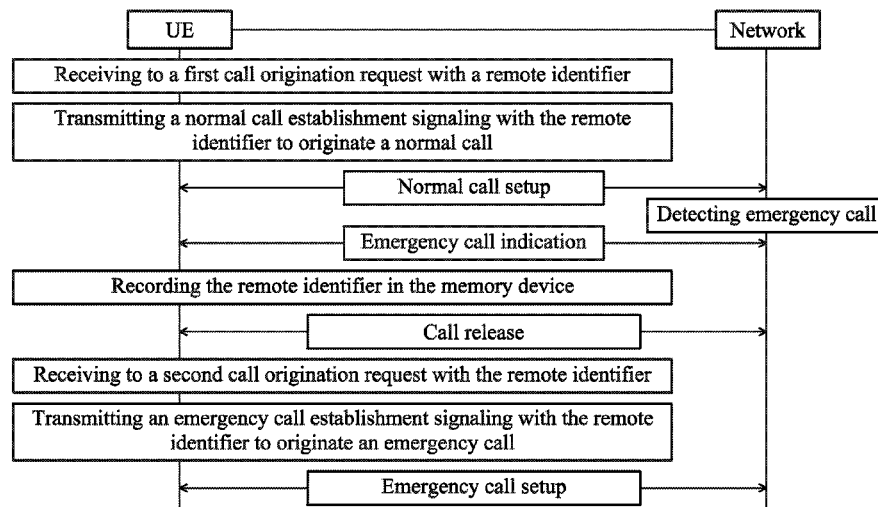 UE
Network
Receiving to a first call origination request with a remote identifier
Transmitting a normal call establishment signaling with the remote
identifier to originate a normal call
Normal call setup
Detecting emergency call
Emergency call indication
Recording the remote identifier in the memory device
Call release
Receiving to a second call origination request with the remote identifier
Transmitting an emergency call establishment signaling with the remote
identifier to originate an emergency call
Emergency call setup